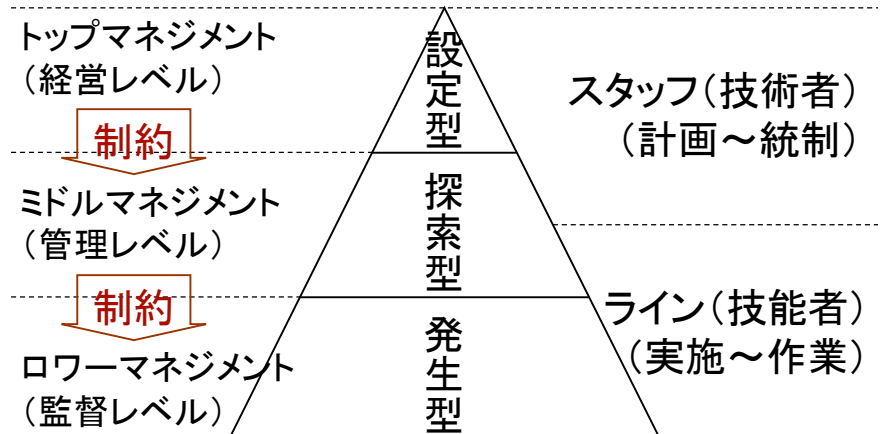 トップマネジメント
(経営レベル)
制約
ミドルマネジメント
(管理レベル)
制約
ロワーマネジメント
(監督レベル)
設定型
探索型
発生型
スタッフ(技術者)
(計画～統制)
ライン(技能者)
(実施～作業)